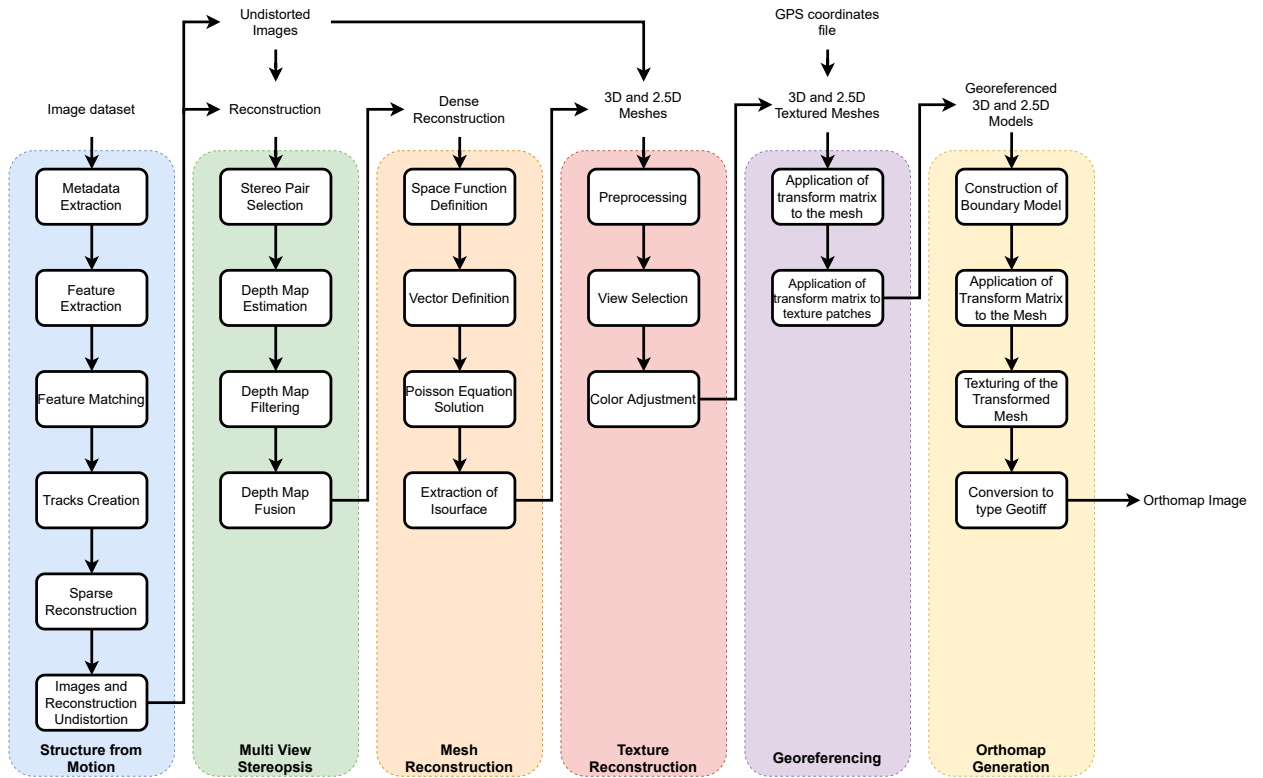 Undistorted
Images
GPS coordinates
file
Image dataset
Reconstruction
Dense
Reconstruction
3D and 2.5D
Meshes
3D and 2.5D
Textured Meshes
Georeferenced
3D and 2.5D
Models
Metadata
Extraction
Feature
Extraction
Feature Matching
Tracks Creation
Sparse
Reconstruction
Images and
Reconstruction
Undistortion
Structure from
Motion
Stereo Pair
Selection
Depth Map
Estimation
Depth Map
Filtering
Depth Map
Fusion
Multi View
Stereopsis
Space Function
Definition
Vector Definition
Poisson Equation
Solution
Extraction of
Isourface
Mesh
Reconstruction
Preprocessing
View Selection
Color Adjustment
Texture
Reconstruction
Application of
transform matrix
to the mesh
Application of
transform matrix to
texture patches
Georeferencing
Construction of
Boundary Model
Application of
Transform Matrix
to the Mesh
Texturing of the
Transformed
Mesh
Conversion to
type Geotiff
Orthomap
Generation
Orthomap Image